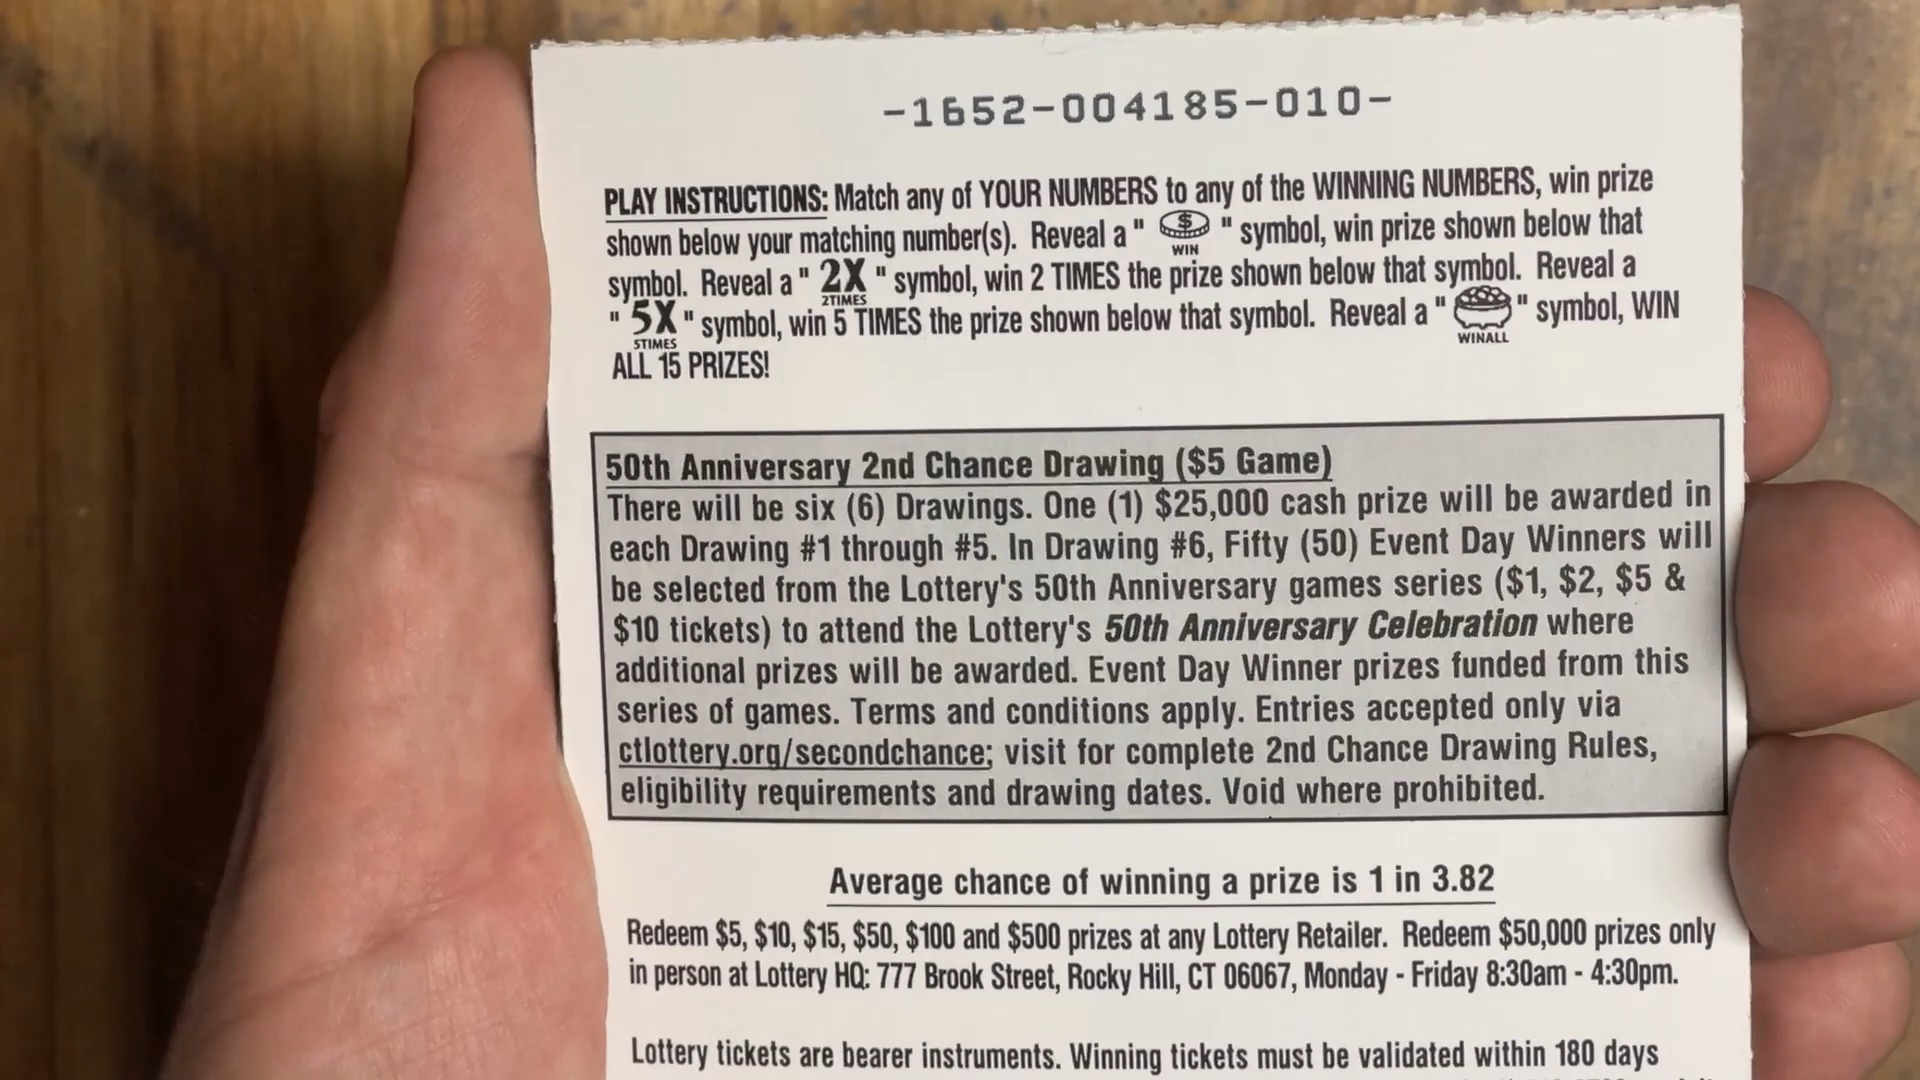 -1652-004185-010-
PLAY INSTRUCTIONS: Match any of YOUR NUMBERS to any of the WINNING NUMBERS, win prize
shown below your matching number(s). Reveal a " $ WIN " symbol, win prize shown below that
symbol. Reveal a " 2X 2TIMES " symbol, win 2 TIMES the prize shown below that symbol. Reveal a
" 5X 5TIMES " symbol, win 5 TIMES the prize shown below that symbol. Reveal a " WINALL " symbol, WIN
ALL 15 PRIZES!
50th Anniversary 2nd Chance Drawing ($5 Game)
There will be six (6) Drawings. One (1) $25,000 cash prize will be awarded in
each Drawing #1 through #5. In Drawing #6, Fifty (50) Event Day Winners will
be selected from the Lottery's 50th Anniversary games series ($1, $2, $5 &
$10 tickets) to attend the Lottery's 50th Anniversary Celebration where
additional prizes will be awarded. Event Day Winner prizes funded from this
series of games. Terms and conditions apply. Entries accepted only via
ctlottery.org/secondchance; visit for complete 2nd Chance Drawing Rules,
eligibility requirements and drawing dates. Void where prohibited.
Average chance of winning a prize is 1 in 3.82
Redeem $5, $10, $15, $50, $100 and $500 prizes at any Lottery Retailer. Redeem $50,000 prizes only
in person at Lottery HQ: 777 Brook Street, Rocky Hill, CT 06067, Monday - Friday 8:30am - 4:30pm.
Lottery tickets are bearer instruments. Winning tickets must be validated within 180 days